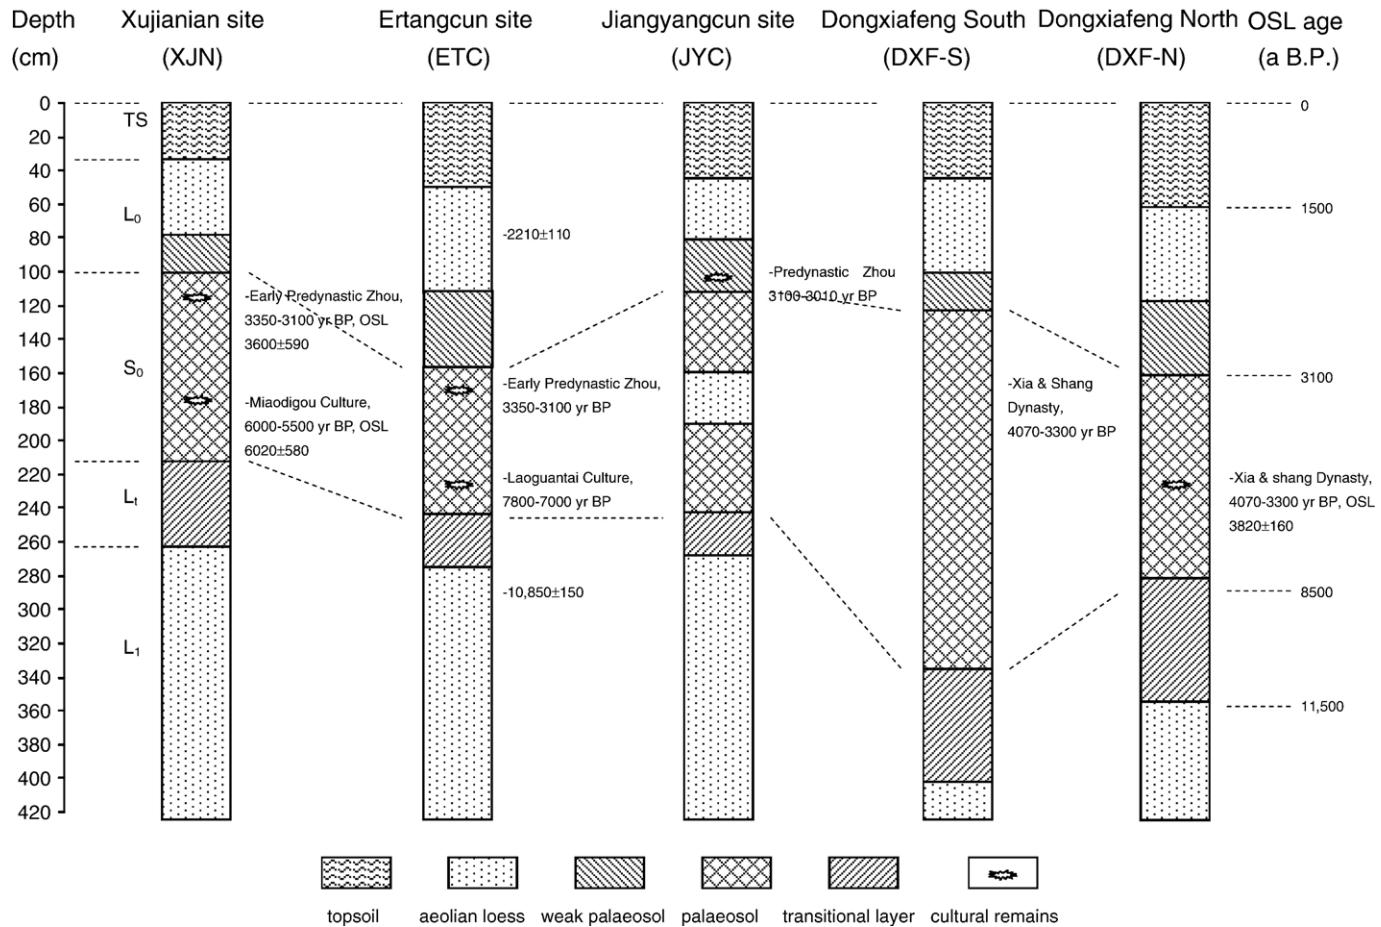 Depth
(cm)
Xujianian site
(XJN)
Ertangcun site
(ETC)
Jiangyangcun site
(JYC)
Dongxiafeng South
(DXF-S)
Dongxiafeng North
(DXF-N)
OSL age
(a B.P.)
0
20
40
60
80
100
120
140
160
180
200
220
240
260
280
300
320
340
360
380
400
420
TS
L₀
S₀
Lₜ
L₁
-Early Predynastic Zhou,
3350-3100 yr BP, OSL
3600±590
-Miaodigou Culture,
6000-5500 yr BP, OSL
6020±580
-2210±110
-Early Predynastic Zhou,
3350-3100 yr BP
-Laoguantai Culture,
7800-7000 yr BP
-10,850±150
-Predynastic Zhou
3100-3010 yr BP
-Xia & Shang
Dynasty,
4070-3300 yr BP
-Xia & shang Dynasty,
4070-3300 yr BP, OSL
3820±160
0
1500
3100
8500
11,500
topsoil
aeolian loess
weak palaeosol
palaeosol
transitional layer
cultural remains